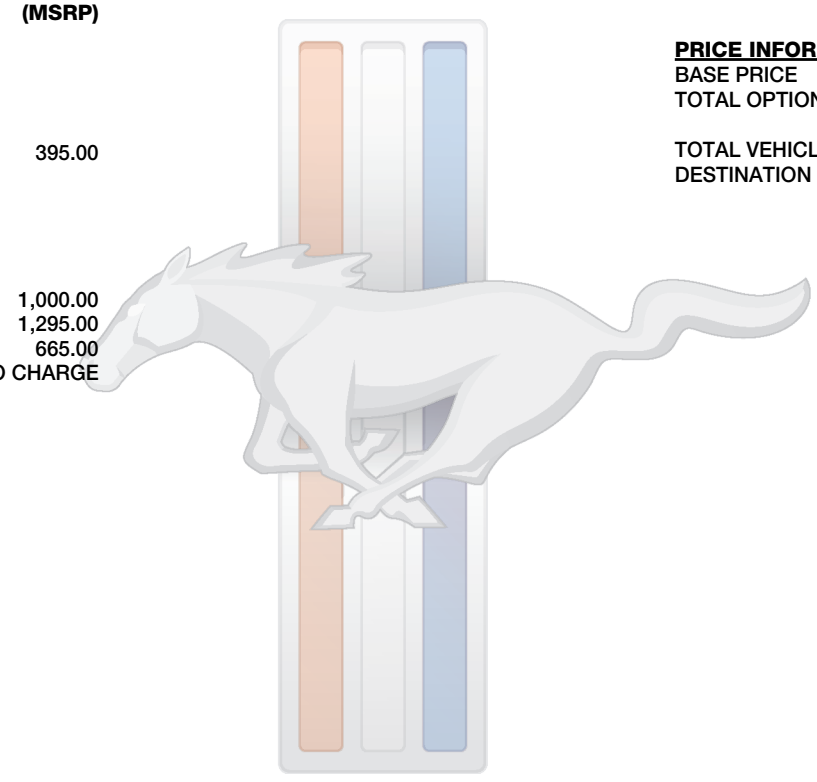 (MSRP)
395.00
1,000.00
1,295.00
665.00
CHARGE
PRICE INFOR
BASE PRICE
TOTAL OPTION
TOTAL VEHICL
DESTINATION